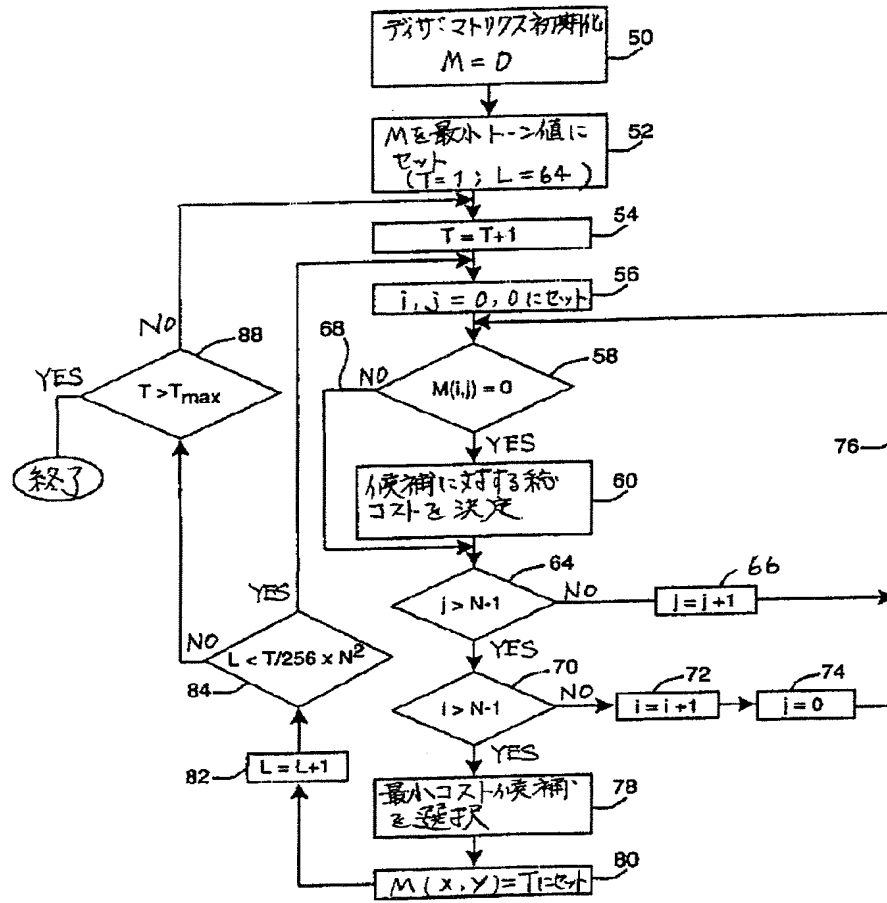 ディザ・マトリクス初期化
M = 0
50
Mを最小トーン値に
セット
(T=1; L=64)
52
T = T+1
54
i, j = 0, 0 にセット
56
NO
88
68
NO
58
YES
T > Tmax
M(i,j) = 0
YES
76
終了
候補に対する総
コストを決定
60
64
66
YES
j > N-1
NO
j = j+1
NO
L < T/256 x N²
YES
84
70
72
74
i > N-1
NO
i = i+1
j = 0
YES
82
L = L+1
最小コスト候補
を選択
78
M(x,y)=Tにセット
80